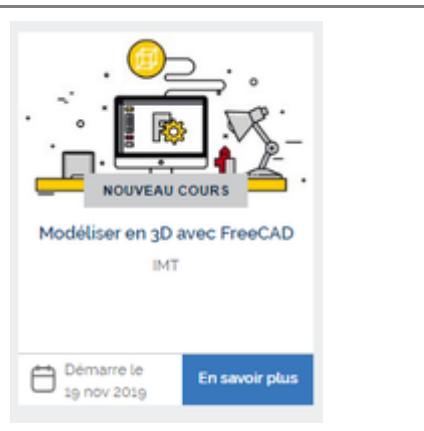 NOUVEAU COURS
Modéliser en 3D avec FreeCAD
IMT
Démarre le
19 nov 2019
En savoir plus